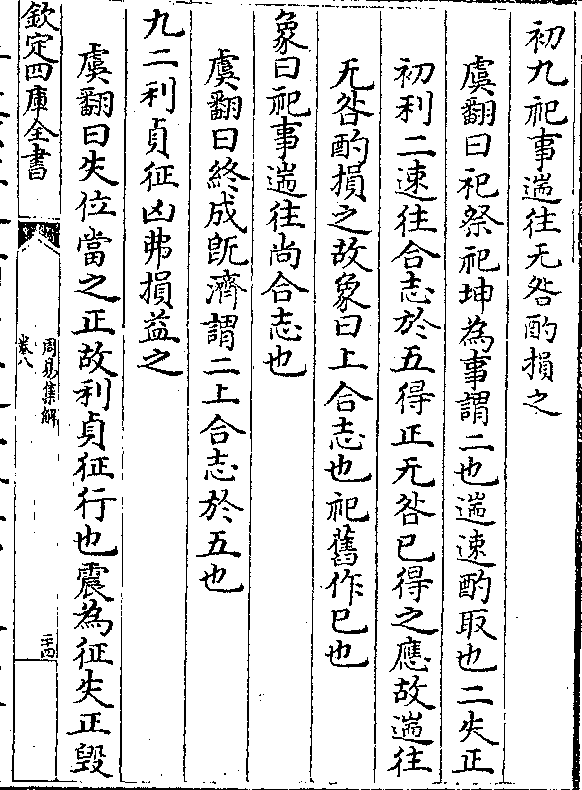 初九祀事遄往无咎酌損之
虞翻曰祀祭祀坤為事謂二也遄速酌取也二失正
初利二速往合志於五得正无咎已得之應故遄往
无咎酌損之故象曰上合志也祀舊作巳也
象曰祀事遄往尚合志也
虞翻曰終成旣濟謂二上合志於五也
九二利貞征凶弗損益之
虞翻曰失位當之正故利貞征行也震為征失正毀
欽定四庫全書
周易集解
卷八
二十四